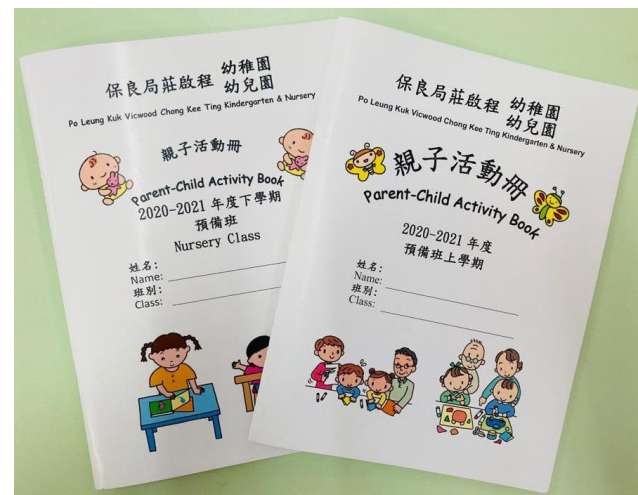 保良局莊啟程 幼稚園
幼兒園
Po Leung Kuk Vicwood Chong Kee Ting Kindergarten & Nursery
親子活動冊
Parent-Child Activity Book
2020-2021 年度下學期
預備班
Nursery Class
姓名:
Name:
班別:
Class:
保良局莊啟程 幼稚園
幼兒園
Po Leung Kuk Vicwood Chong Kee Ting Kindergarten & Nursery
親子活動冊
Parent-Child Activity Book
2020-2021 年度
預備班上學期
姓名:
Name:
班別:
Class: